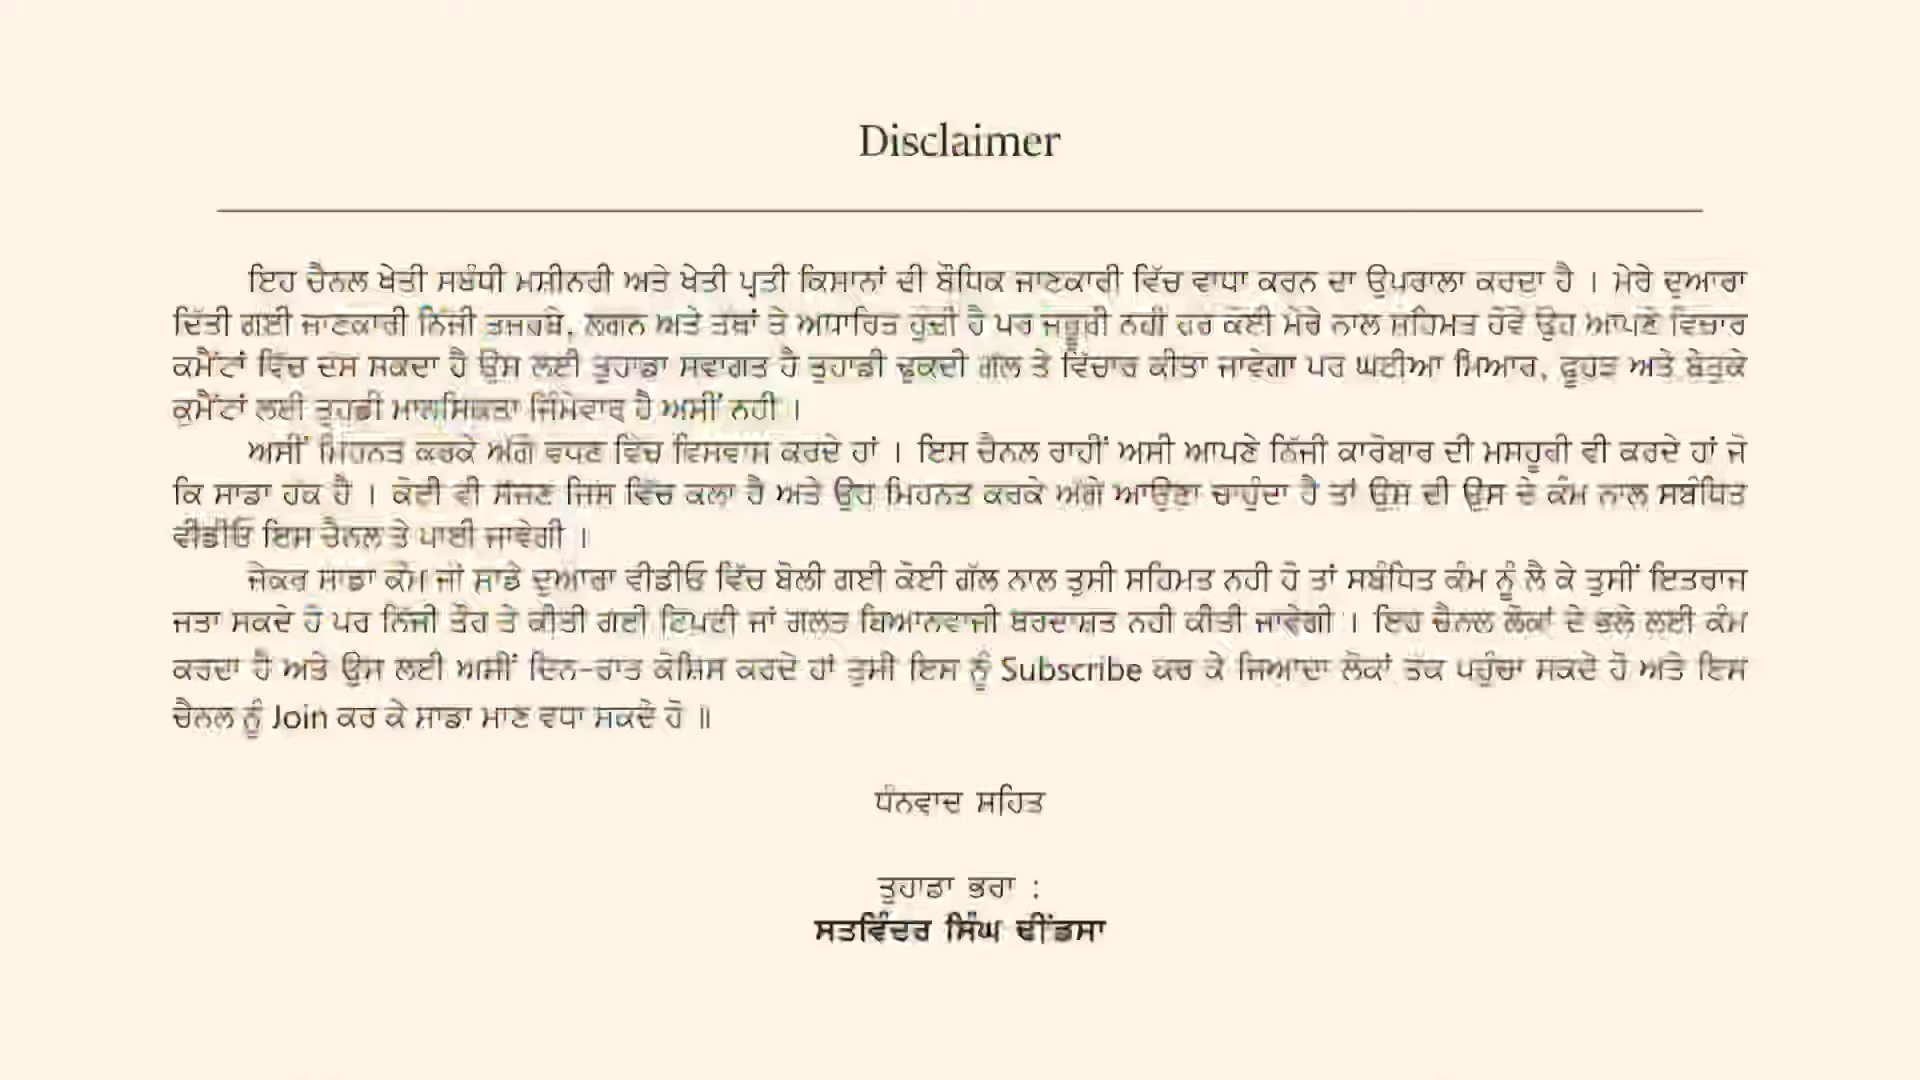 Disclaimer
ਇਹ ਚੈਨਲ ਖੇਤੀ ਸਬੰਧੀ ਮਸ਼ੀਨਰੀ ਅਤੇ ਖੇਤੀ ਪ੍ਰਤੀ ਕਿਸਾਨਾਂ ਦੀ ਬੌਧਿਕ ਜਾਣਕਾਰੀ ਵਿੱਚ ਵਾਧਾ ਕਰਨ ਦਾ ਉਪਰਾਲਾ ਕਰਦਾ ਹੈ । ਮੇਰੇ ਦੁਆਰਾ
ਦਿੱਤੀ ਗਈ ਜਾਣਕਾਰੀ ਨਿੱਜੀ ਤਜਰਬੇ, ਲਗਨ ਅਤੇ ਤੱਥਾਂ ਤੇ ਆਧਾਰਿਤ ਹੁੰਦੀ ਹੈ ਪਰ ਜਰੂਰੀ ਨਹੀਂ ਹਰ ਕੋਈ ਮੇਰੇ ਨਾਲ ਸਹਿਮਤ ਹੋਵੇ ਉਹ ਆਪਣੇ ਵਿਚਾਰ
ਕਮੈਂਟਾਂ ਵਿੱਚ ਦੱਸ ਸਕਦਾ ਹੈ ਉਸ ਲਈ ਤੁਹਾਡਾ ਸਵਾਗਤ ਹੈ ਤੁਹਾਡੀ ਢੁਕਦੀ ਗੱਲ ਤੇ ਵਿੱਚਾਰ ਕੀਤਾ ਜਾਵੇਗਾ ਪਰ ਘਈਆ ਮਿਆਰ, ਫੂਹੜ ਅਤੇ ਬੇਤੁਕੇ
ਕੁਮੈਂਟਾਂ ਲਈ ਤੁਹਡੀ ਮਾਨਸਿਕਤਾ ਜਿੰਮੇਵਾਰ ਹੈ ਅਸੀਂ ਨਹੀ ।
ਅਸੀਂ ਮਿਹਨਤ ਕਰਕੇ ਅੱਗੇ ਵਧਣ ਵਿੱਚ ਵਿਸਵਾਸ ਕਰਦੇ ਹਾਂ । ਇਸ ਚੈਨਲ ਰਾਹੀਂ ਅਸੀ ਆਪਣੇ ਨਿੱਜੀ ਕਾਰੋਬਾਰ ਦੀ ਮਸਹੂਰੀ ਵੀ ਕਰਦੇ ਹਾਂ ਜੋ
ਕਿ ਸਾਡਾ ਹੱਕ ਹੈ । ਕੋਈ ਵੀ ਸੱਜਣ ਜਿਸ ਵਿੱਚ ਕਲਾ ਹੈ ਅਤੇ ਉਹ ਮਿਹਨਤ ਕਰਕੇ ਅੱਗੇ ਆਉਣਾ ਚਾਹੁੰਦਾ ਹੈ ਤਾਂ ਉਸ ਦੀ ਉਸ ਦੇ ਕੰਮ ਨਾਲ ਸਬੰਧਿਤ
ਵੀਡੀਓ ਇਸ ਚੈਨਲ ਤੇ ਪਾਈ ਜਾਵੇਗੀ ।
ਜੇਕਰ ਸਾਡਾ ਕੰਮ ਜਾਂ ਸਾਡੇ ਦੁਆਰਾ ਵੀਡੀਓ ਵਿੱਚ ਬੋਲੀ ਗਈ ਕੋਈ ਗੱਲ ਨਾਲ ਤੁਸੀ ਸਹਿਮਤ ਨਹੀ ਹੋ ਤਾਂ ਸਬੰਧਿਤ ਕੰਮ ਨੂੰ ਲੈ ਕੇ ਤੁਸੀਂ ਇਤਰਾਜ
ਜਤਾ ਸਕਦੇ ਹੋ ਪਰ ਨਿੱਜੀ ਤੌਰ ਤੇ ਕੀਤੀ ਗਈ ਟਿਪਣੀ ਜਾਂ ਗਲਤ ਬਿਆਨਵਾਜੀ ਬਰਦਾਸ਼ਤ ਨਹੀ ਕੀਤੀ ਜਾਵੇਗੀ । ਇਹ ਚੈਨਲ ਲੋਕਾਂ ਦੇ ਭਲੇ ਲਈ ਕੰਮ
ਕਰਦਾ ਹੈ ਅਤੇ ਉਸ ਲਈ ਅਸੀਂ ਦਿਨ-ਰਾਤ ਕੋਸ਼ਿਸ ਕਰਦੇ ਹਾਂ ਤੁਸੀ ਇਸ ਨੂੰ Subscribe ਕਰ ਕੇ ਜਿਆਦਾ ਲੋਕਾਂ ਤੱਕ ਪਹੁੰਚਾ ਸਕਦੇ ਹੋ ਅਤੇ ਇਸ
ਚੈਨਲ ਨੂੰ Join ਕਰ ਕੇ ਸਾਡਾ ਮਾਣ ਵਧਾ ਸਕਦੇ ਹੋ ॥
ਧੰਨਵਾਦ ਸਹਿਤ
ਤੁਹਾਡਾ ਭਰਾ :
ਸਤਵਿੰਦਰ ਸਿੰਘ ਢੀਂਡਸਾ